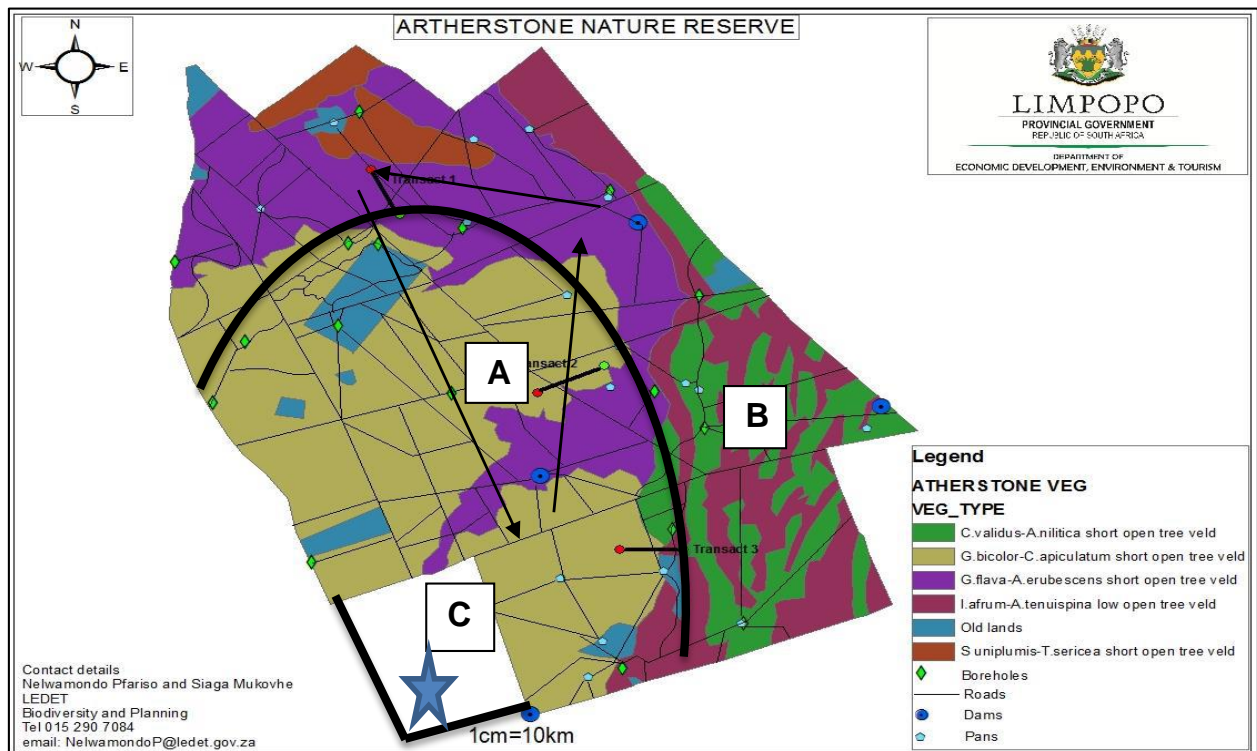 ARTHERSTONE NATURE RESERVE
N
W
E
S
LIMPOPO
PROVINCIAL GOVERNMENT
REPUBLIC OF SOUTH AFRICA
DEPARTMENT OF
ECONOMIC DEVELOPMENT, ENVIRONMENT & TOURISM
Transact 1
A
ansact 2
B
Transact 3
C
Legend
ATHERSTONE VEG
VEG_TYPE
C.validus-A.nilitica short open tree veld
G.bicolor-C.apiculatum short open tree veld
G.flava-A.erubescens short open tree veld
I.afrum-A.tenuispina low open tree veld
Old lands
S uniplumis-T.sericea short open tree veld
Boreholes
Roads
Dams
Pans
Contact details
Nelwamondo Pfariso and Siaga Mukovhe
LEDET
Biodiversity and Planning
Tel 015 290 7084
email: NelwamondoP@ledet.gov.za
1cm=10km